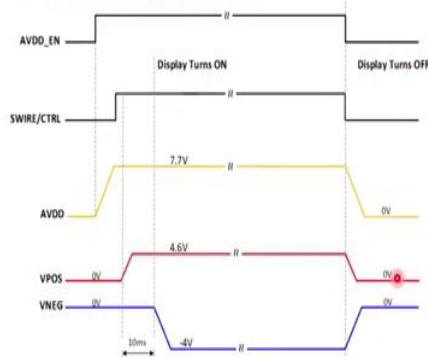 AVDD_EN
Display Turns ON
Display Turns OFF
SWIRE/CTRL
7.7V
AVDD
0V
4.6V
VPOS
0V
0V
VNEG
0V
0V
10ms
-4V